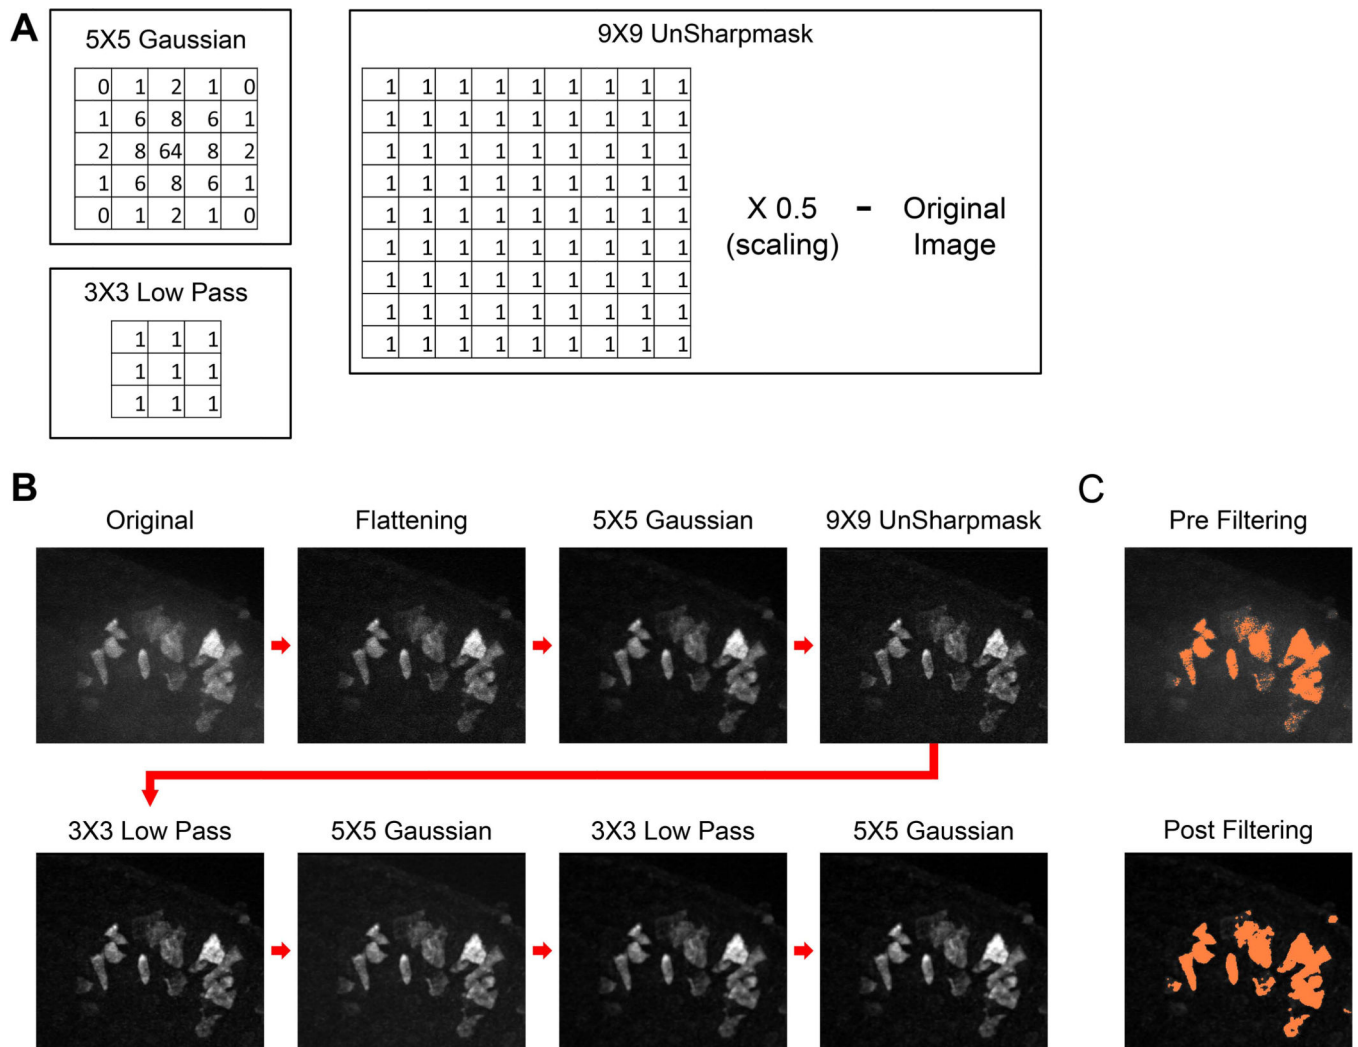 A
5X5 Gaussian
0 1 2 1 0
1 6 8 6 1
2 8 64 8 2
1 6 8 6 1
0 1 2 1 0
3X3 Low Pass
1 1 1
1 1 1
1 1 1
9X9 UnSharpmask
1 1 1 1 1 1 1 1 1
1 1 1 1 1 1 1 1 1
1 1 1 1 1 1 1 1 1
1 1 1 1 1 1 1 1 1
1 1 1 1 1 1 1 1 1
1 1 1 1 1 1 1 1 1
1 1 1 1 1 1 1 1 1
1 1 1 1 1 1 1 1 1
1 1 1 1 1 1 1 1 1
X 0.5 - Original
(scaling) Image
B
Original Flattening 5X5 Gaussian 9X9 UnSharpmask
3X3 Low Pass 5X5 Gaussian 3X3 Low Pass 5X5 Gaussian
C
Pre Filtering
Post Filtering